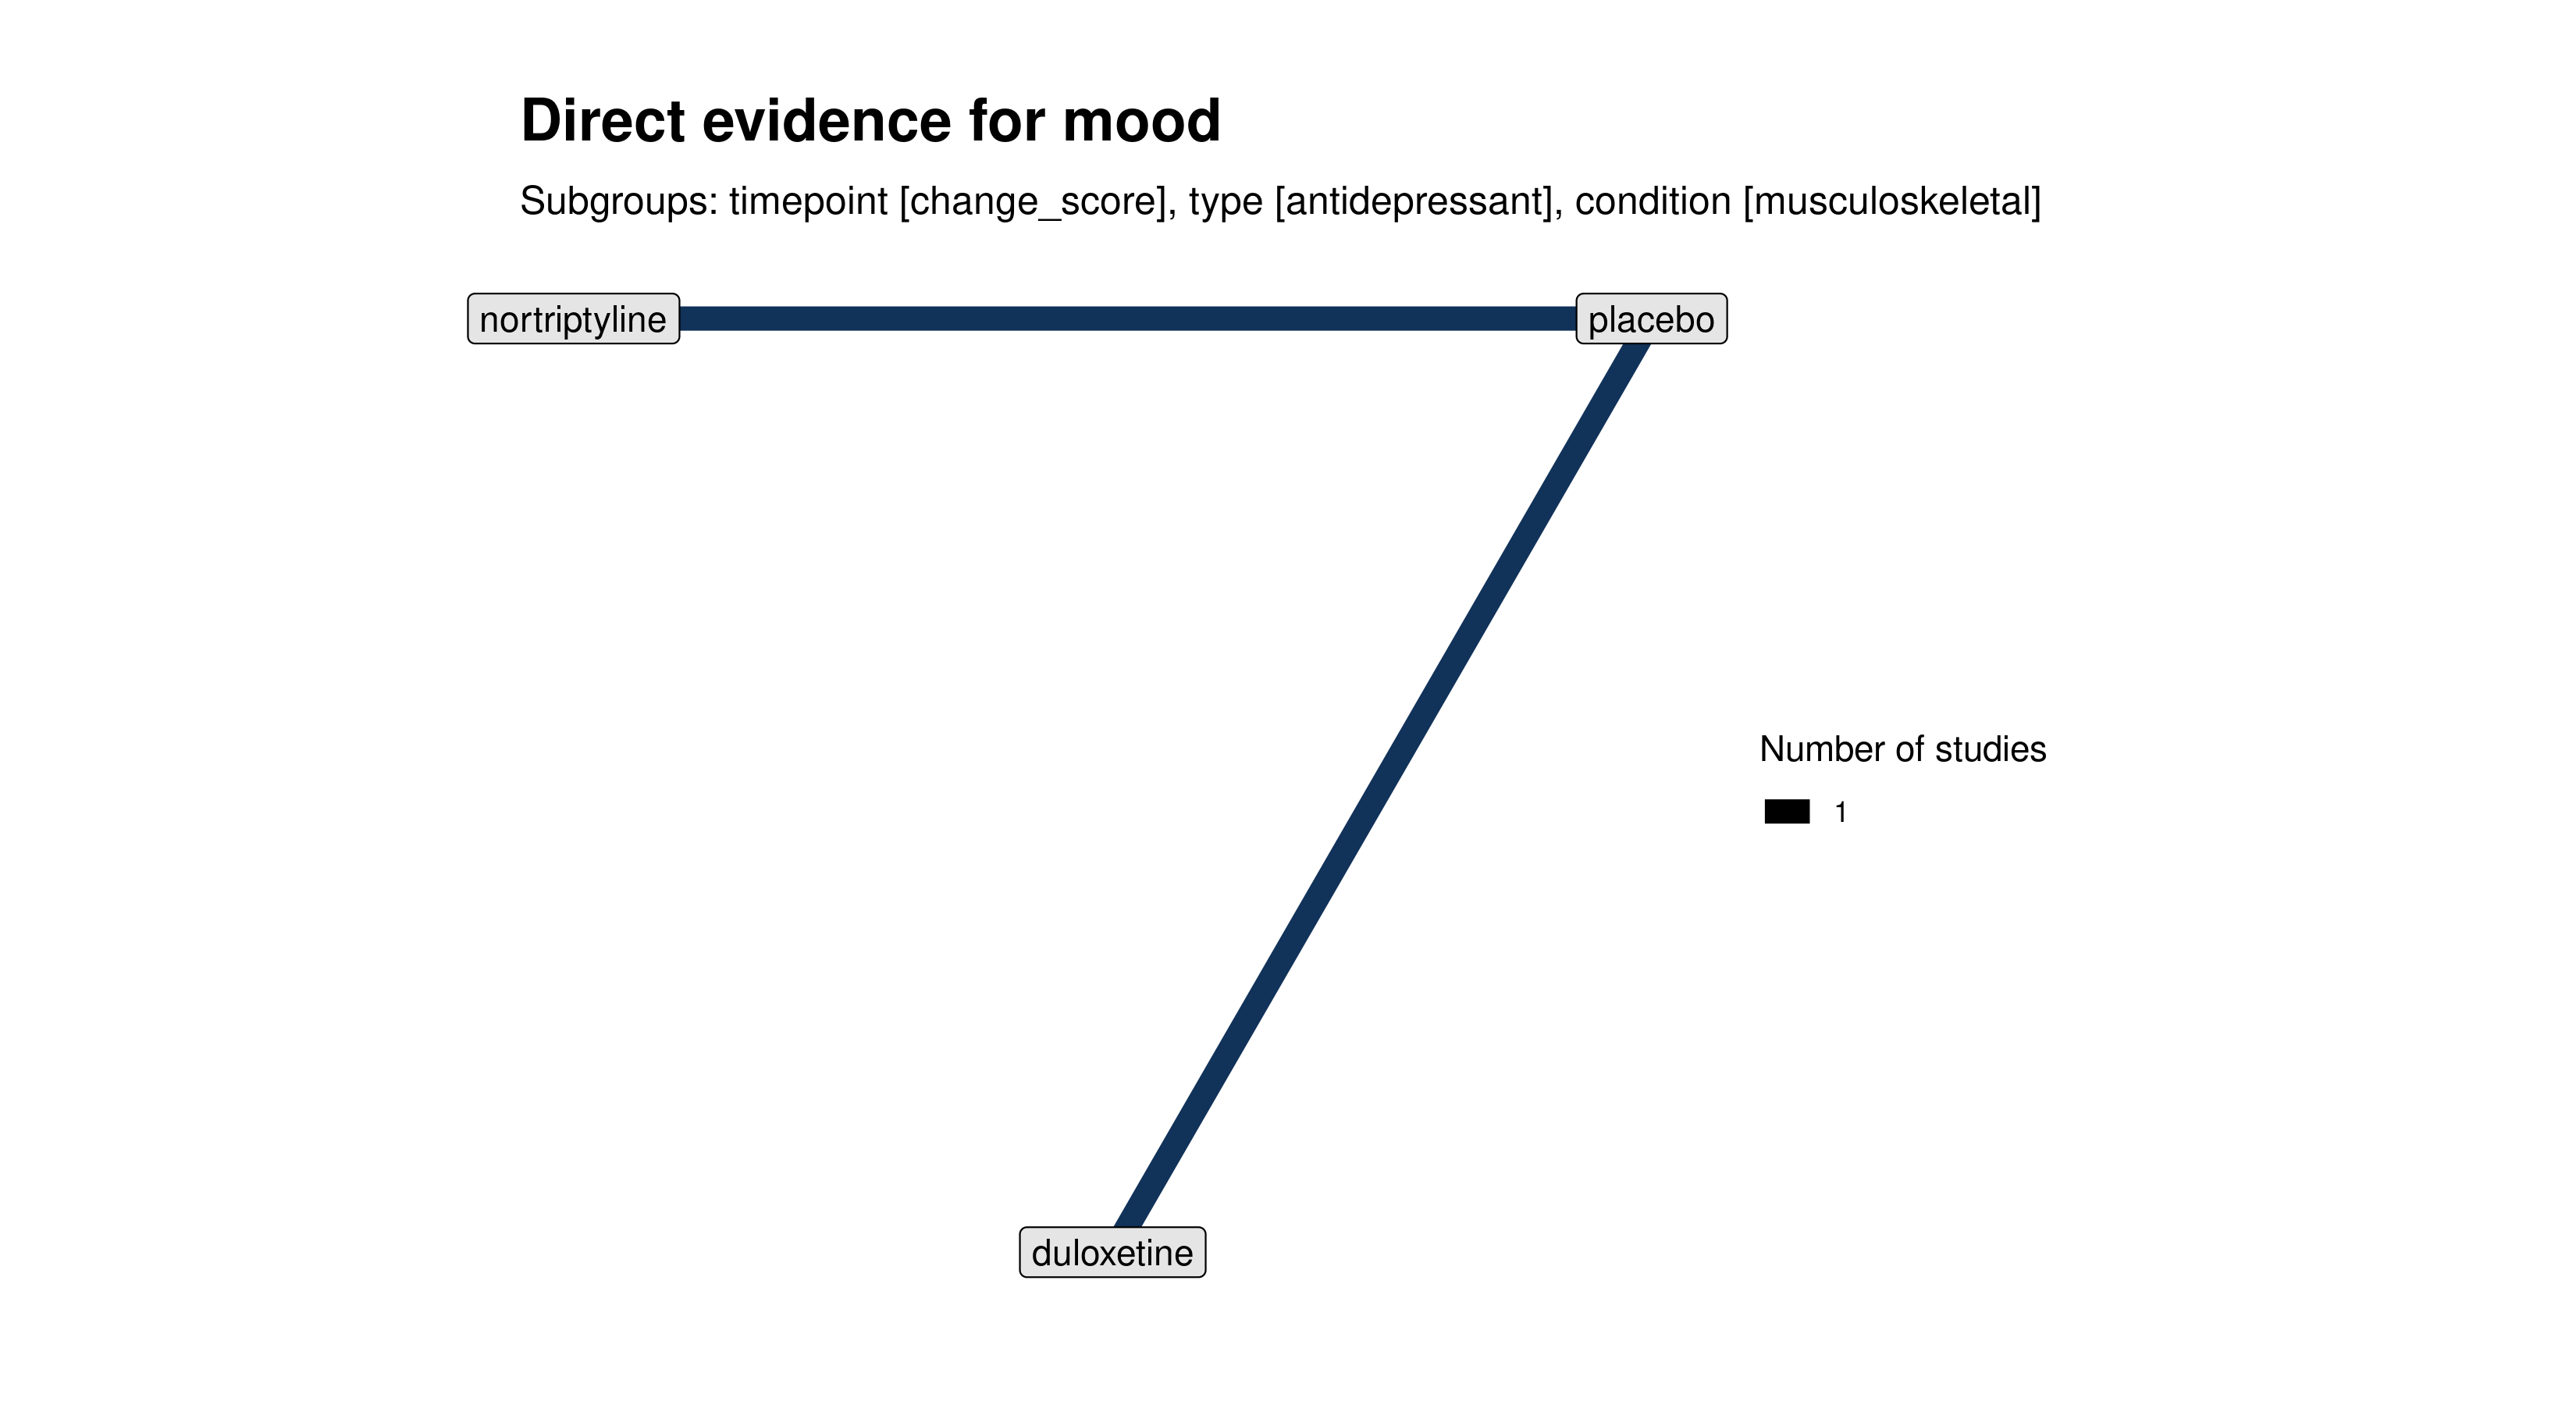 Direct evidence for mood
Subgroups: timepoint [change_score], type [antidepressant], condition [musculoskeletal]
nortriptyline
placebo
Number of studies
1
duloxetine